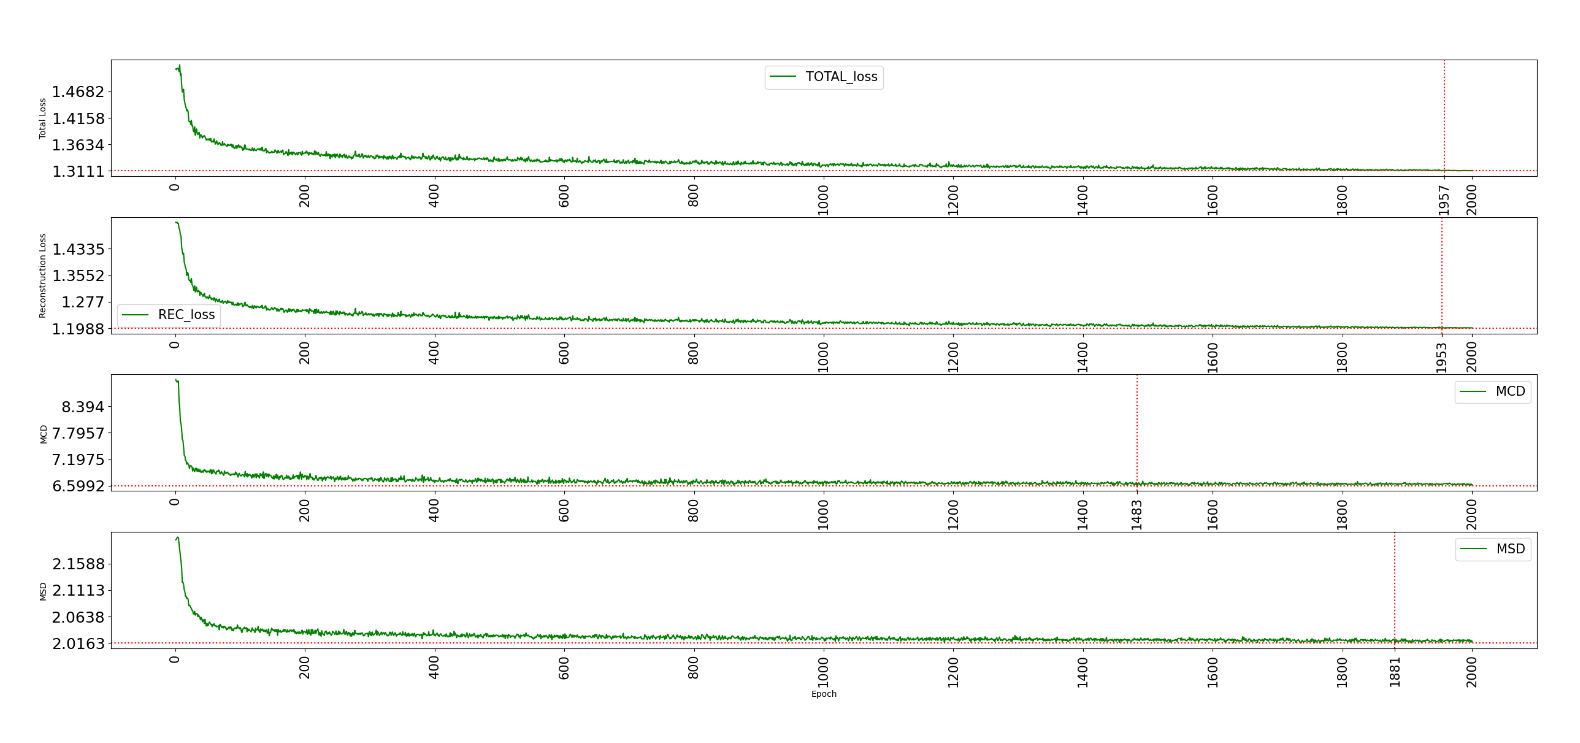 TOTAL_loss
Total Loss
1.4682
1.4158
1.3634
1.3111
0 200 400 600 800 1000 1200 1400 1600 1800 1957 2000
Reconstruction Loss
1.4335
1.3552
1.277
1.1988
REC_loss
0 200 400 600 800 1000 1200 1400 1600 1800 1953 2000
MCD
MCD
8.394
7.7957
7.1975
6.5992
0 200 400 600 800 1000 1200 1400 1483 1600 1800 2000
MSD
MSD
2.1588
2.1113
2.0638
2.0163
0 200 400 600 800 1000 1200 1400 1600 1800 1881 2000
Epoch